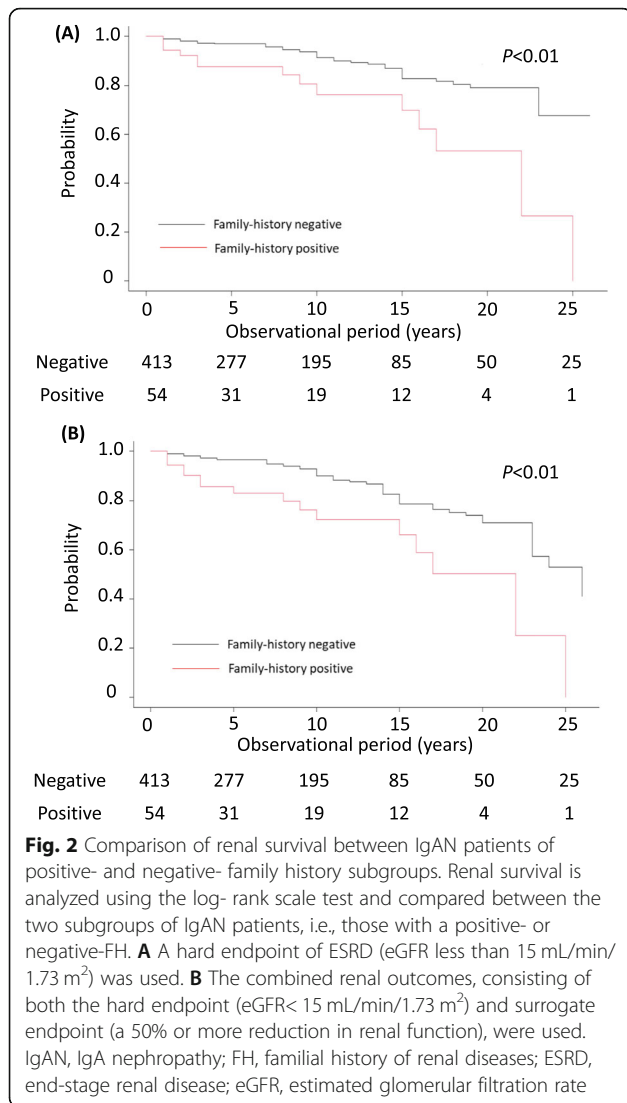 (A)
1.0
0.8
0.6
0.4
0.2
0
Probability
P<0.01
Family-history negative
Family-history positive
0 5 10 15 20 25
Observational period (years)
Negative 413 277 195 85 50 25
Positive 54 31 19 12 4 1
(B)
1.0
0.8
0.6
0.4
0.2
0
Probability
P<0.01
Family-history negative
Family-history positive
0 5 10 15 20 25
Observational period (years)
Negative 413 277 195 85 50 25
Positive 54 31 19 12 4 1
Fig. 2 Comparison of renal survival between IgAN patients of
positive- and negative- family history subgroups. Renal survival is
analyzed using the log- rank scale test and compared between the
two subgroups of IgAN patients, i.e., those with a positive- or
negative-FH. A A hard endpoint of ESRD (eGFR less than 15 mL/min/
1.73 m²) was used. B The combined renal outcomes, consisting of
both the hard endpoint (eGFR< 15 mL/min/1.73 m²) and surrogate
endpoint (a 50% or more reduction in renal function), were used.
IgAN, IgA nephropathy; FH, familial history of renal diseases; ESRD,
end-stage renal disease; eGFR, estimated glomerular filtration rate